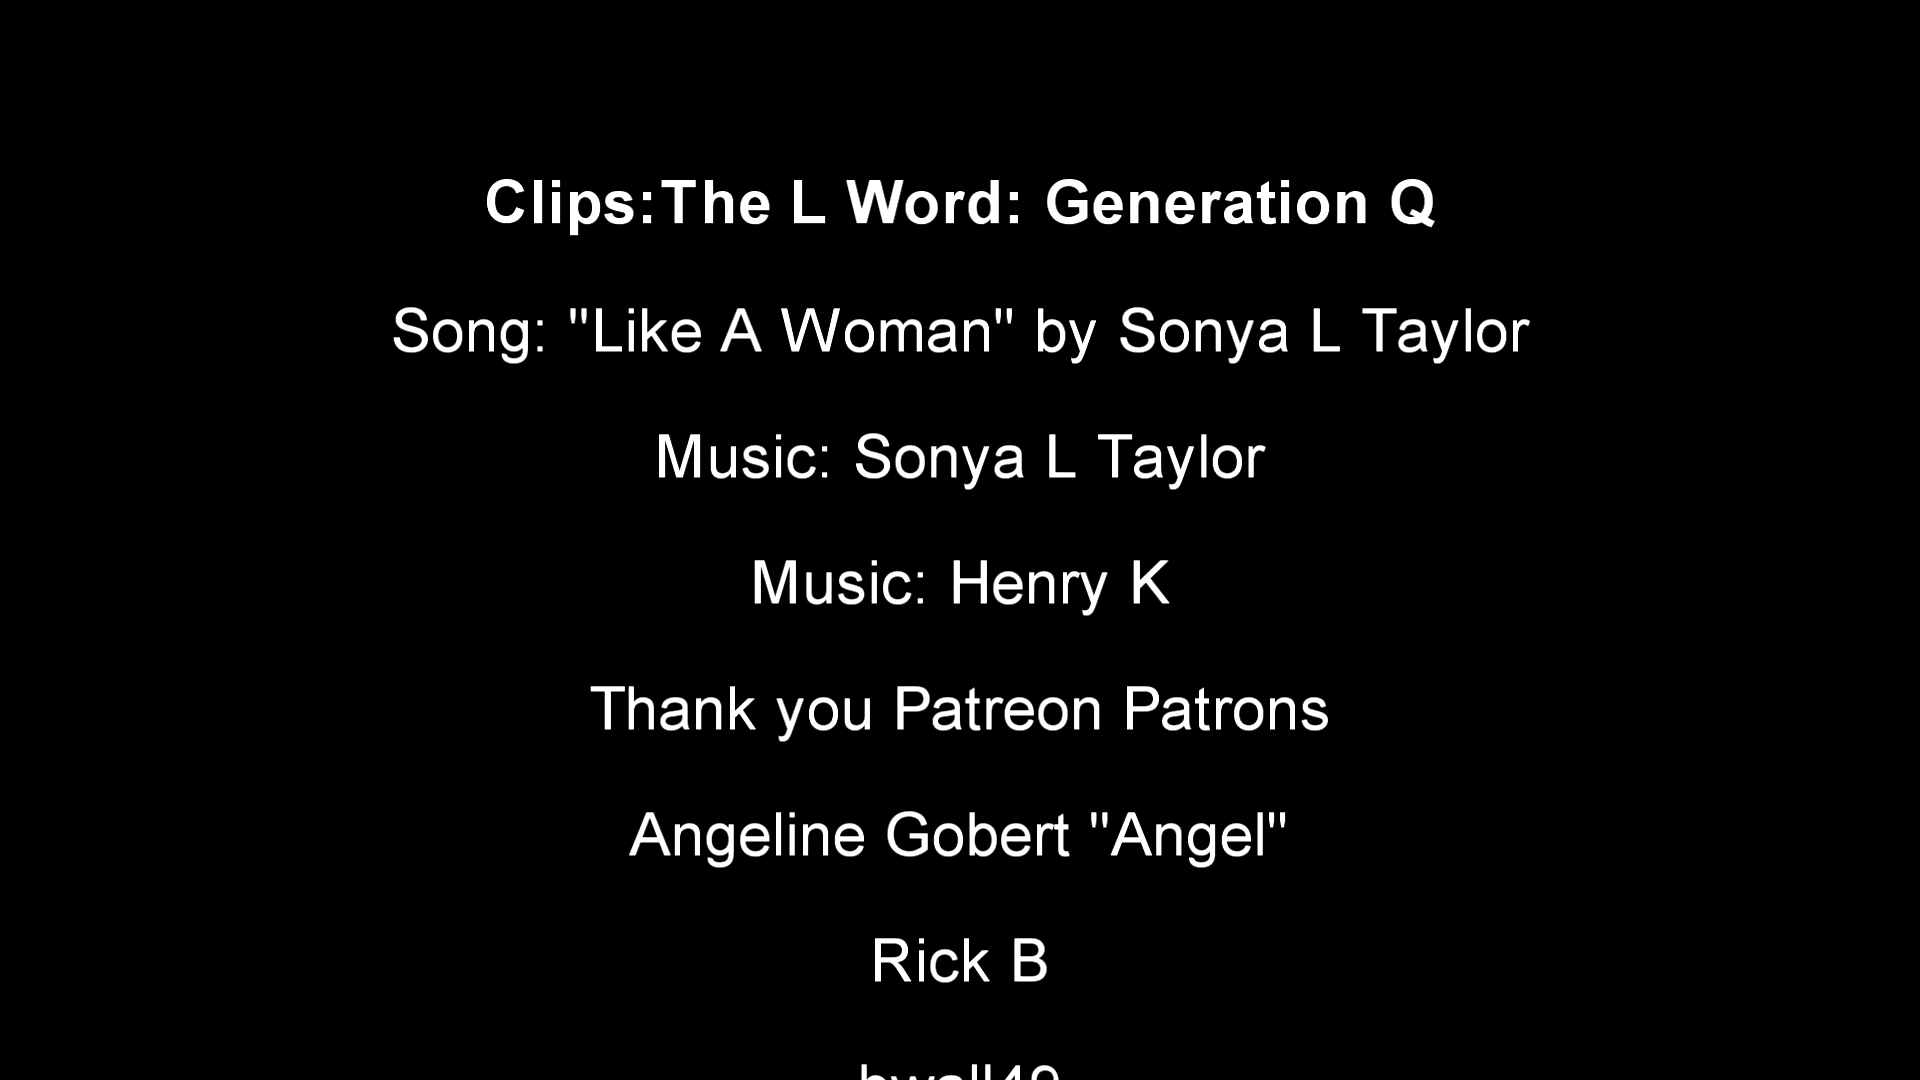 Clips:The L Word: Generation Q
Song: "Like A Woman" by Sonya L Taylor
Music: Sonya L Taylor
Music: Henry K
Thank you Patreon Patrons
Angeline Gobert "Angel"
Rick B